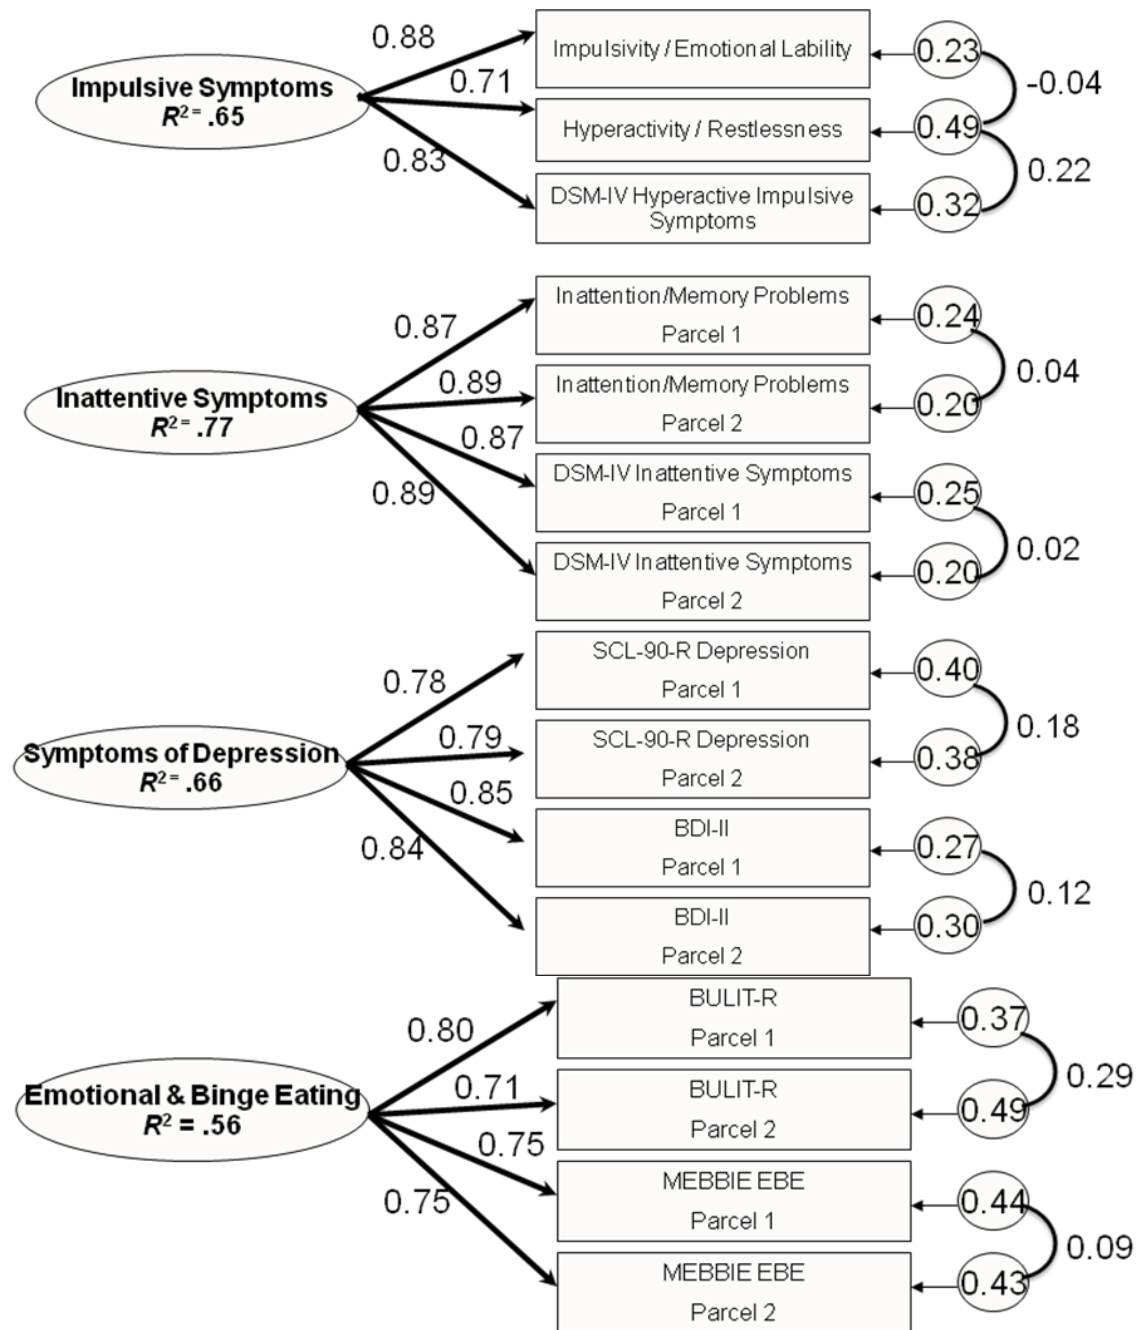 0.88
Impulsivity / Emotional Lability
0.23
-0.04
Impulsive Symptoms
R² = .65
0.71
Hyperactivity / Restlessness
0.49
0.83
0.22
DSM-IV Hyperactive Impulsive
Symptoms
0.32
Inattention/Memory Problems
Parcel 1
0.24
0.87
0.04
Inattentive Symptoms
R² = .77
0.89
Inattention/Memory Problems
Parcel 2
0.20
0.87
DSM-IV Inattentive Symptoms
Parcel 1
0.25
0.89
0.02
DSM-IV Inattentive Symptoms
Parcel 2
0.20
SCL-90-R Depression
Parcel 1
0.40
0.78
0.18
Symptoms of Depression
R² = .66
0.79
SCL-90-R Depression
Parcel 2
0.38
0.85
BDI-II
Parcel 1
0.27
0.84
0.12
BDI-II
Parcel 2
0.30
BULIT-R
Parcel 1
0.37
0.80
0.29
Emotional & Binge Eating
R² = .56
0.71
BULIT-R
Parcel 2
0.49
0.75
MEBBIE EBE
Parcel 1
0.44
0.75
0.09
MEBBIE EBE
Parcel 2
0.43